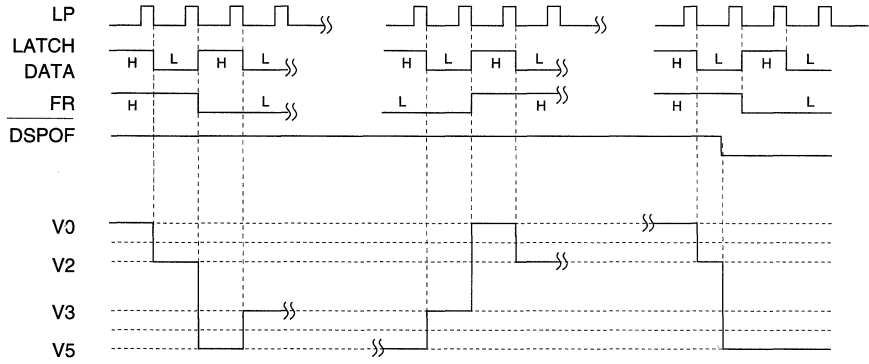 LP
LATCH DATA
H L H L H L H L H L H L
FR
H L L H H L
DSPOF
V0
V2
V3
V5